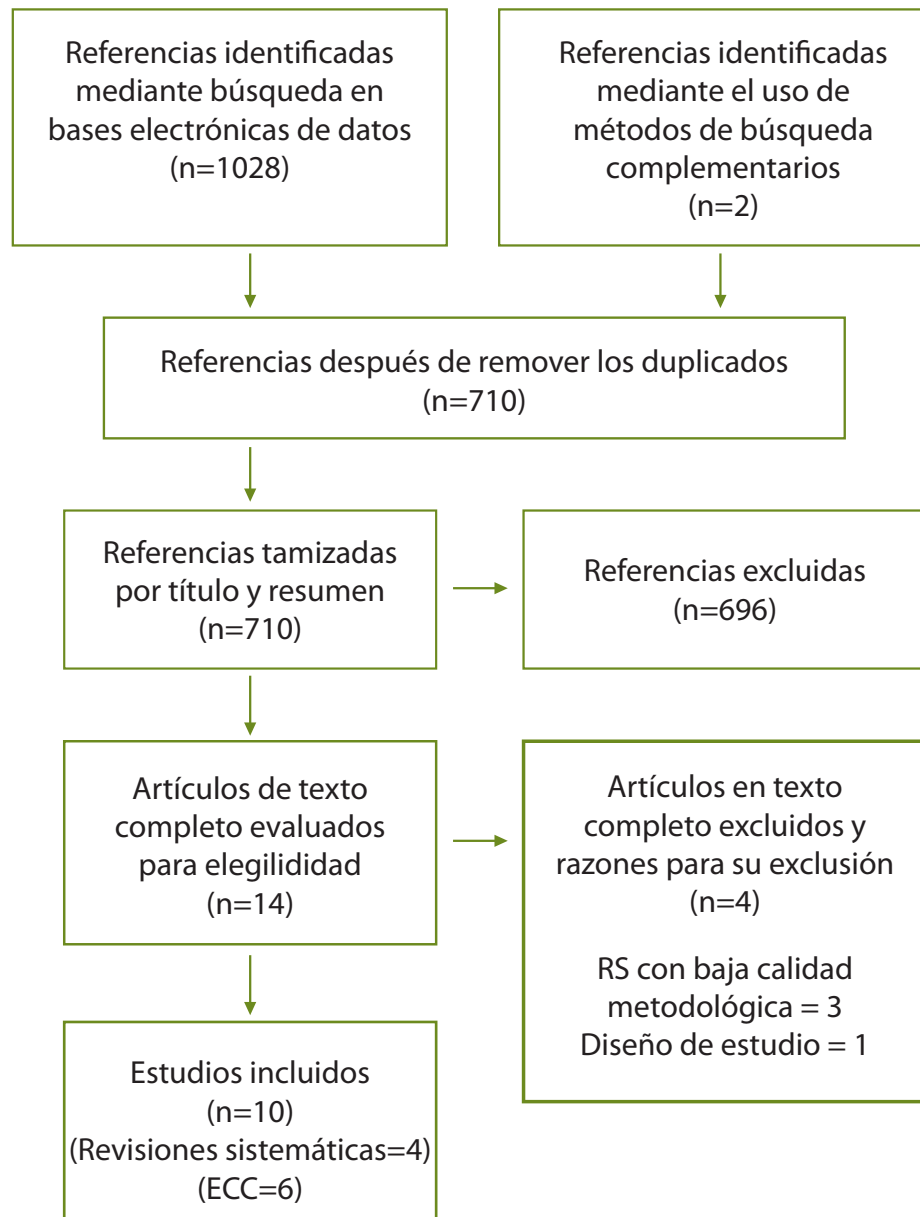 Referencias identificadas
mediante búsqueda en
bases electrónicas de datos
(n=1028)
Referencias identificadas
mediante el uso de
métodos de búsqueda
complementarios
(n=2)
Referencias después de remover los duplicados
(n=710)
Referencias tamizadas
por título y resumen
(n=710)
Referencias excluidas
(n=696)
Artículos de texto
completo evaluados
para elegilididad
(n=14)
Artículos en texto
completo excluidos y
razones para su exclusión
(n=4)
RS con baja calidad
metodológica = 3
Diseño de estudio = 1
Estudios incluidos
(n=10)
(Revisiones sistemáticas=4)
(ECC=6)